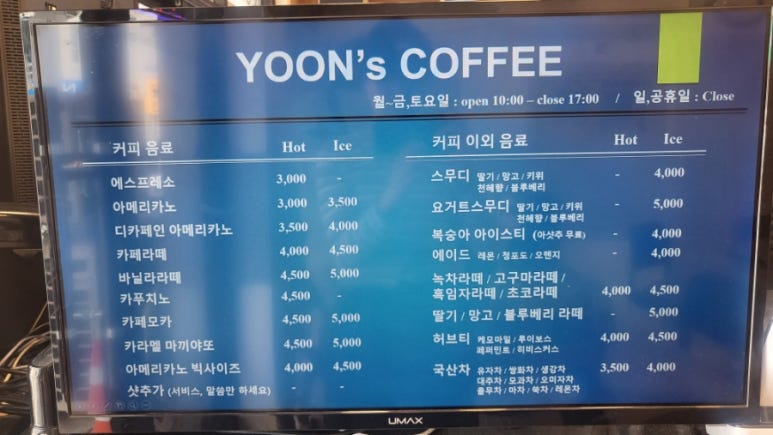 YOON's COFFEE
월~금,토요일 : open 10:00 – close 17:00 / 일,공휴일 : Close
커피 음료 Hot Ice
에스프레소 3,000 -
아메리카노 3,000 3,500
디카페인 아메리카노 3,500 4,000
카페라떼 4,000 4,500
바닐라라떼 4,500 5,000
카푸치노 4,500 -
카페모카 4,500 5,000
카라멜 마끼야또 4,500 5,000
아메리카노 빅사이즈 4,000 4,500
샷추가 (서비스, 말씀만 하세요) - -
커피 이외 음료 Hot Ice
스무디 딸기 / 망고 / 키위 - 4,000
천혜향 / 블루베리
요거트스무디 딸기 / 망고 / 키위 - 5,000
천혜향 / 블루베리
복숭아 아이스티 (아샷추 무료) - 4,000
에이드 레몬 / 청포도 / 오렌지 - 4,000
녹차라떼 / 고구마라떼 /
흑임자라떼 / 초코라떼 4,000 4,500
딸기 / 망고 / 블루베리 라떼 - 5,000
허브티 케모마일 / 루이보스 4,000 4,500
페퍼민트 / 히비스커스
국산차 유자차 / 쌍화차 / 생강차 3,500 4,000
대추차 / 모과차 / 오미자차
율무차 / 마차 / 쑥차 / 레몬차
UMAX